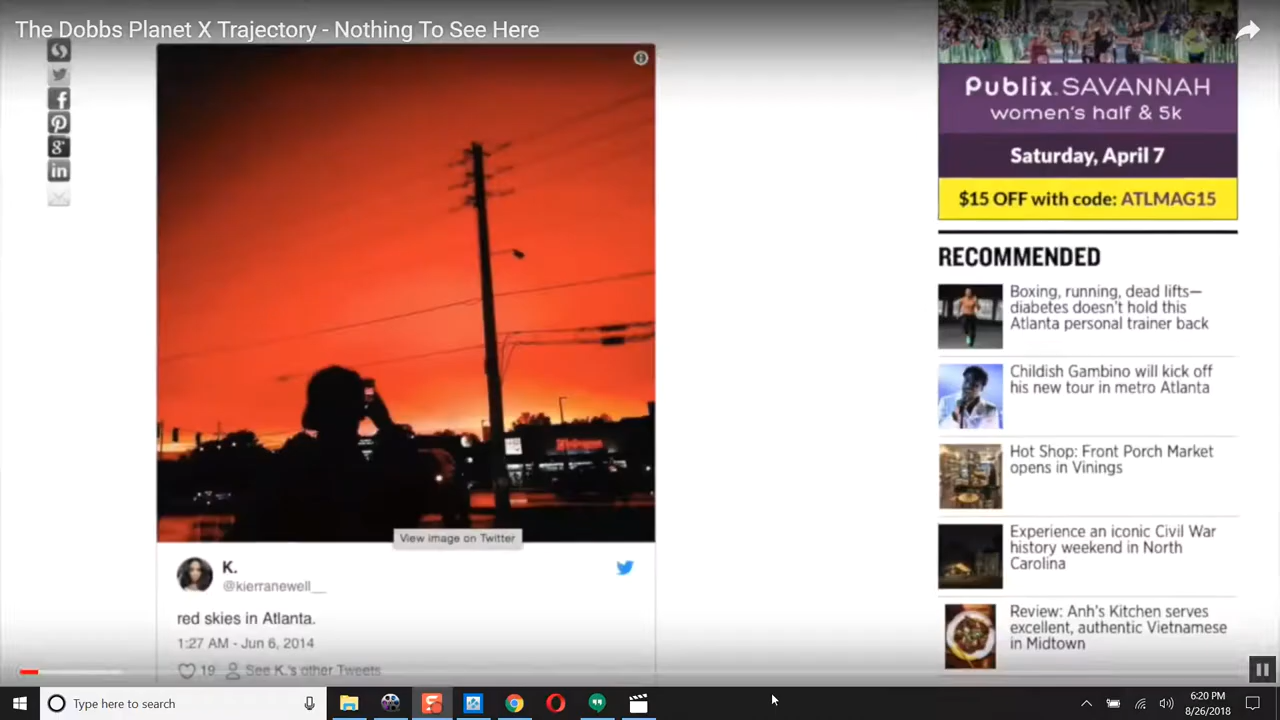 The Dobbs Planet X Trajectory - Nothing To See Here
Publix. SAVANNAH
women's half & 5k
Saturday, April 7
$15 OFF with code: ATLMAG15
RECOMMENDED
Boxing, running, dead lifts—
diabetes doesn't hold this
Atlanta personal trainer back
Childish Gambino will kick off
his new tour in metro Atlanta
Hot Shop: Front Porch Market
opens in Vinings
Experience an iconic Civil War
history weekend in North
Carolina
Review: Anh's Kitchen serves
excellent, authentic Vietnamese
in Midtown
View image on Twitter
K.
@kierranewell__
red skies in Atlanta.
1:27 AM - Jun 6, 2014
19 See K.'s other Tweets
Type here to search
6:20 PM
8/26/2018